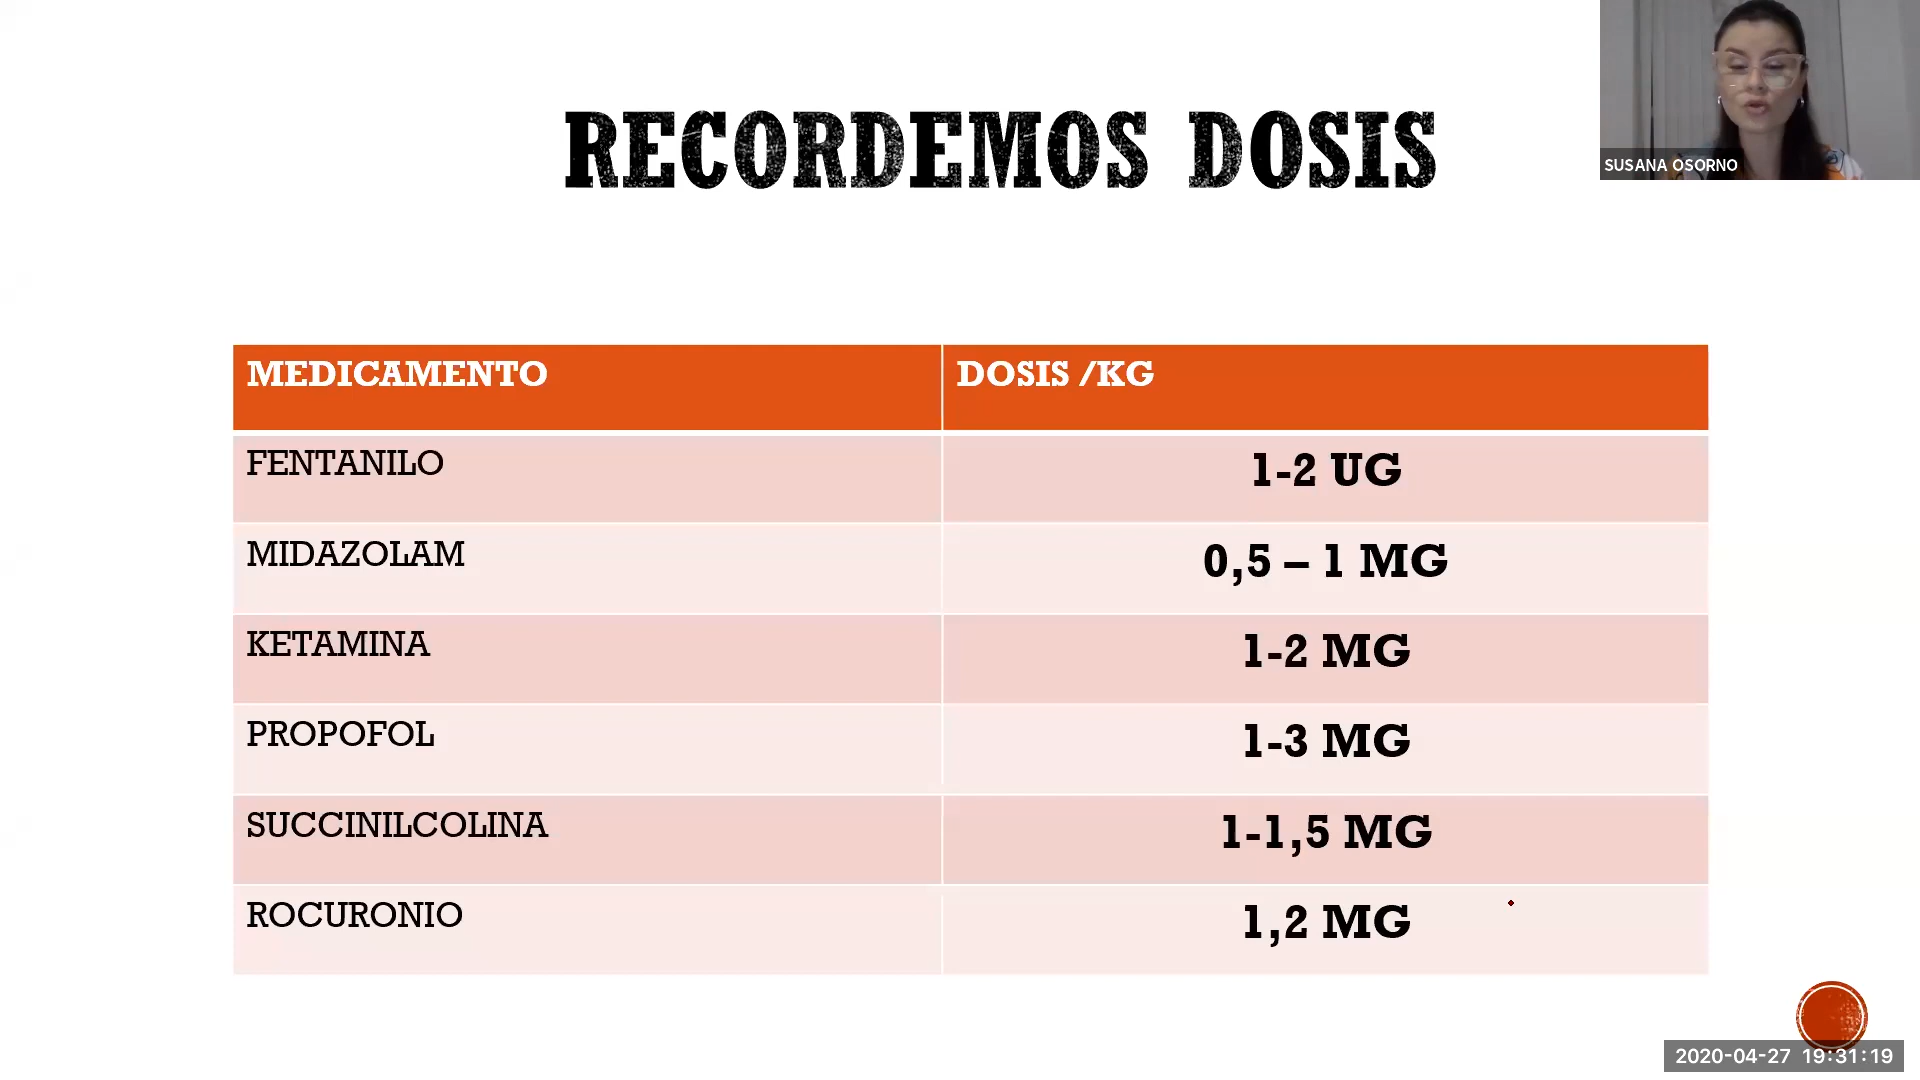 RECORDEMOS DOSIS
SUSANA OSORNO
MEDICAMENTO DOSIS /KG
FENTANILO 1-2 UG
MIDAZOLAM 0,5 – 1 MG
KETAMINA 1-2 MG
PROPOFOL 1-3 MG
SUCCINILCOLINA 1-1,5 MG
ROCURONIO 1,2 MG
2020-04-27 19:31:19